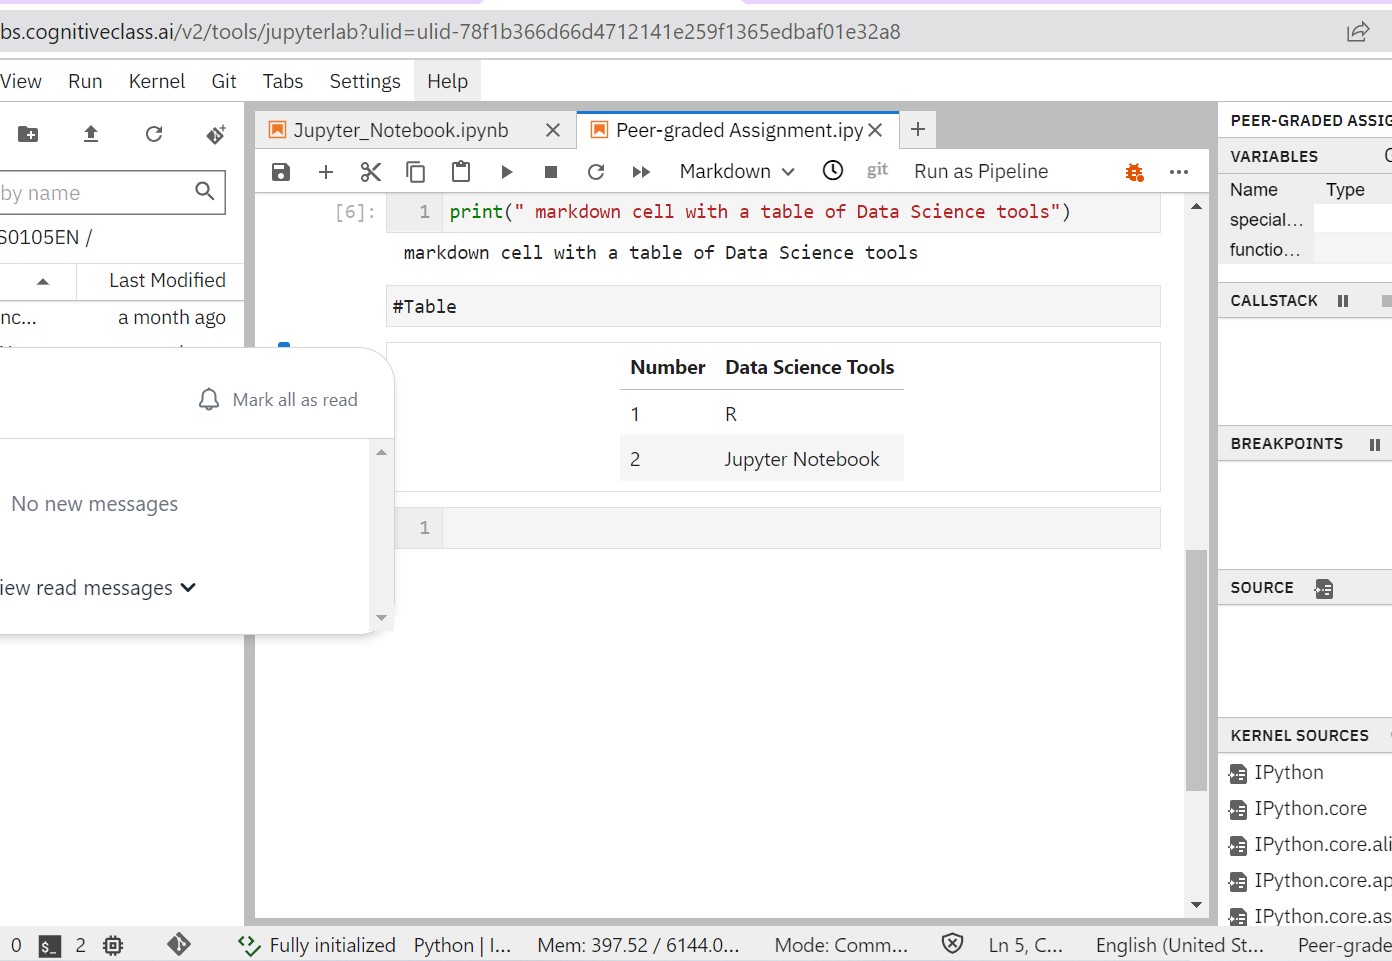 bs.cognitiveclass.ai/v2/tools/jupyterlab?ulid=ulid-78f1b366d66d4712141e259f1365edbaf01e32a8
View Run Kernel Git Tabs Settings Help
Jupyter_Notebook.ipynb
Peer-graded Assignment.ipy
Markdown
git
Run as Pipeline
by name
S0105EN /
Last Modified
nc...
a month ago
[6]:
1
print(" markdown cell with a table of Data Science tools")
markdown cell with a table of Data Science tools
#Table
Number Data Science Tools
1 R
2 Jupyter Notebook
1
Mark all as read
No new messages
iew read messages
PEER-GRADED ASSIG
VARIABLES
Name Type
special...
functio...
CALLSTACK
BREAKPOINTS
SOURCE
KERNEL SOURCES
IPython
IPython.core
IPython.core.ali
IPython.core.ap
IPython.core.as
0 $_ 2 Fully initialized Python | I... Mem: 397.52 / 6144.0... Mode: Comm... Ln 5, C... English (United St... Peer-grade